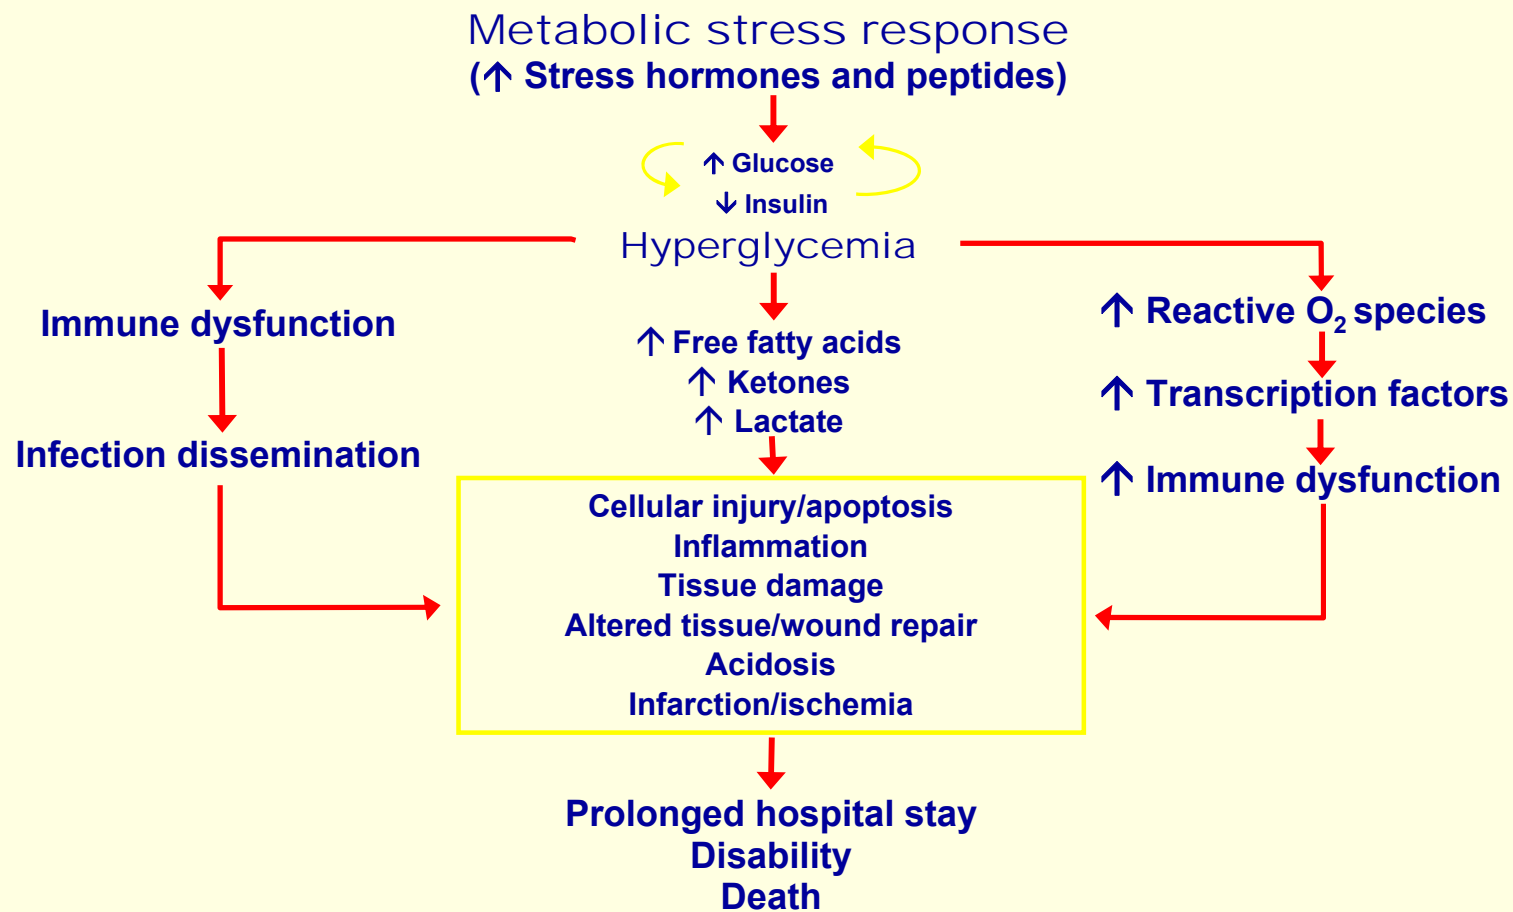 Metabolic stress response
(↑ Stress hormones and peptides)
↑ Glucose
↓ Insulin
Hyperglycemia
Immune dysfunction
Infection dissemination
↑ Free fatty acids
↑ Ketones
↑ Lactate
↑ Reactive O₂ species
↑ Transcription factors
↑ Immune dysfunction
Cellular injury/apoptosis
Inflammation
Tissue damage
Altered tissue/wound repair
Acidosis
Infarction/ischemia
Prolonged hospital stay
Disability
Death